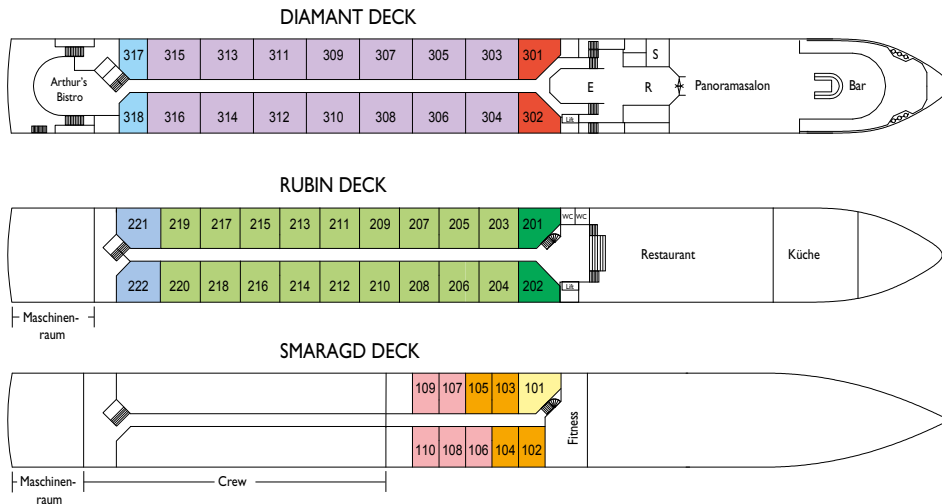 DIAMANT DECK
317 315 313 311 309 307 305 303 301
S
Arthur's
Bistro
E R Panoramasalon Bar
318 316 314 312 310 308 306 304 302
Lift
RUBIN DECK
221 219 217 215 213 211 209 207 205 203 201
WC WC
Restaurant Küche
222 220 218 216 214 212 210 208 206 204 202
Lift
Maschinen-
raum
SMARAGD DECK
109 107 105 103 101
Fitness
110 108 106 104 102
Maschinen-
raum
Crew